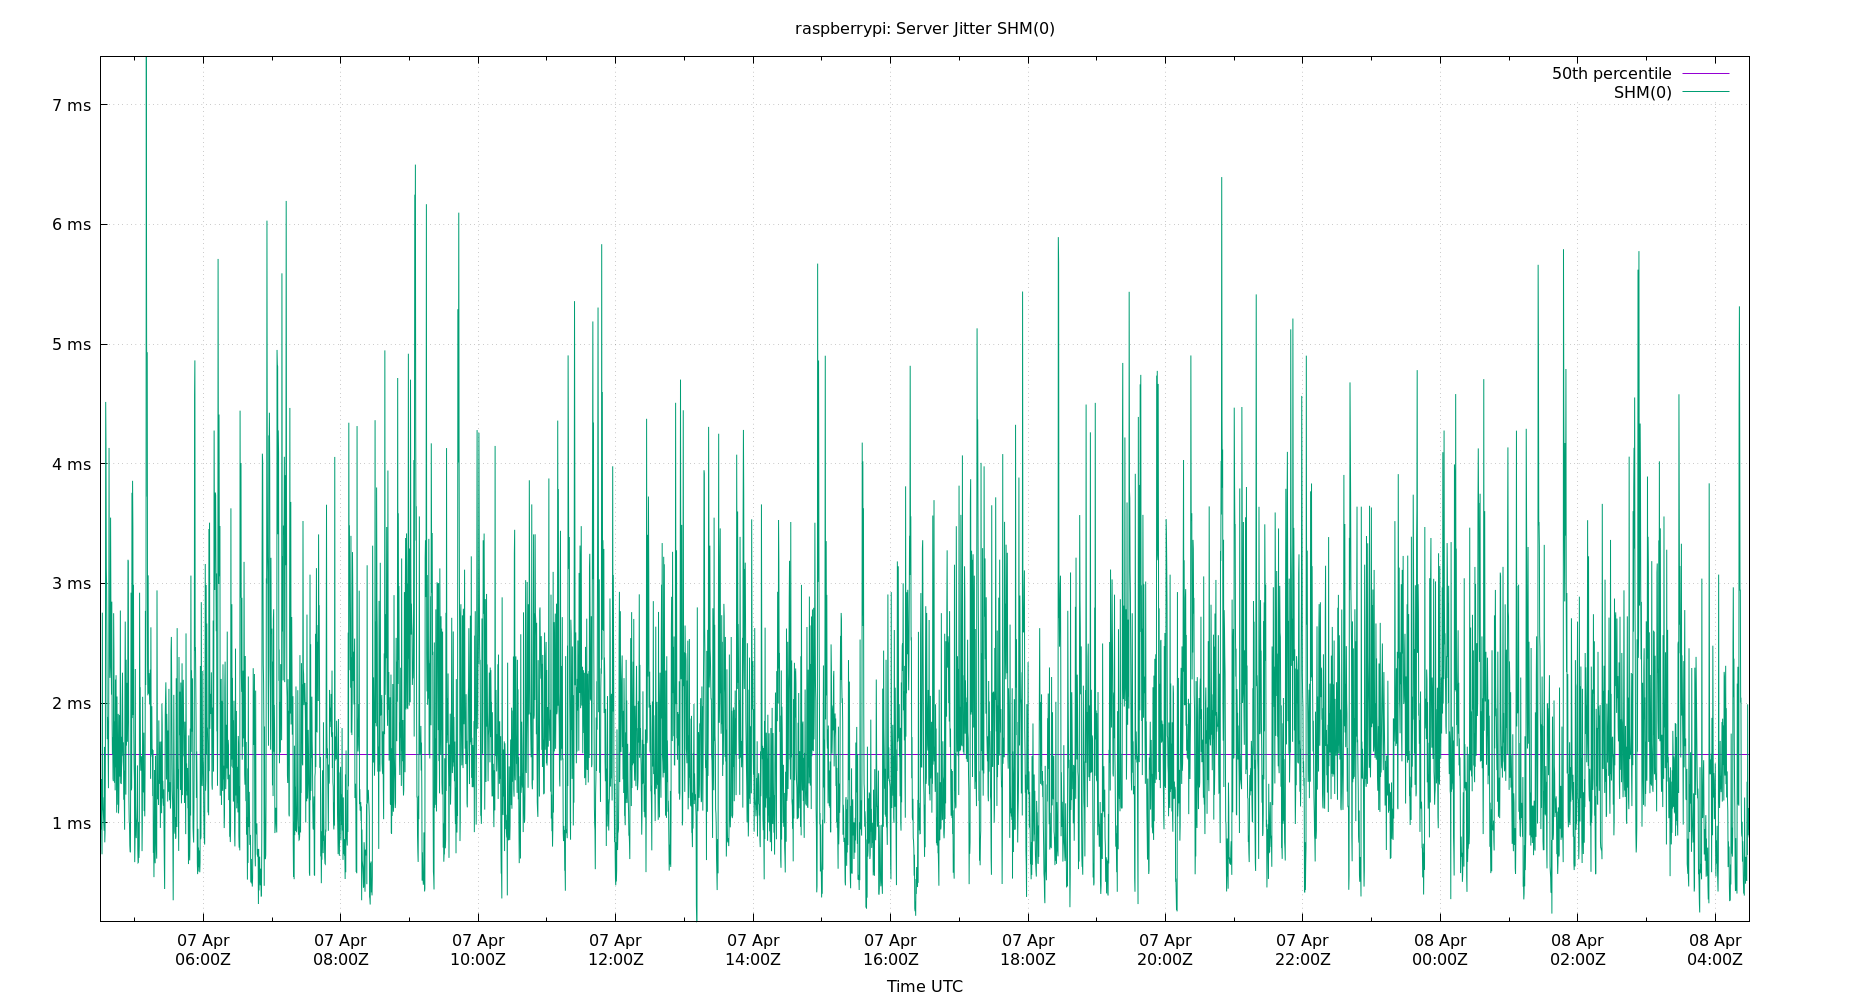 raspberrypi: Server Jitter SHM(0)
50th percentile
SHM(0)
7 ms
6 ms
5 ms
4 ms
3 ms
2 ms
1 ms
07 Apr 07 Apr 07 Apr 07 Apr 07 Apr 07 Apr 07 Apr 07 Apr 07 Apr 08 Apr 08 Apr 08 Apr
06:00Z 08:00Z 10:00Z 12:00Z 14:00Z 16:00Z 18:00Z 20:00Z 22:00Z 00:00Z 02:00Z 04:00Z
Time UTC